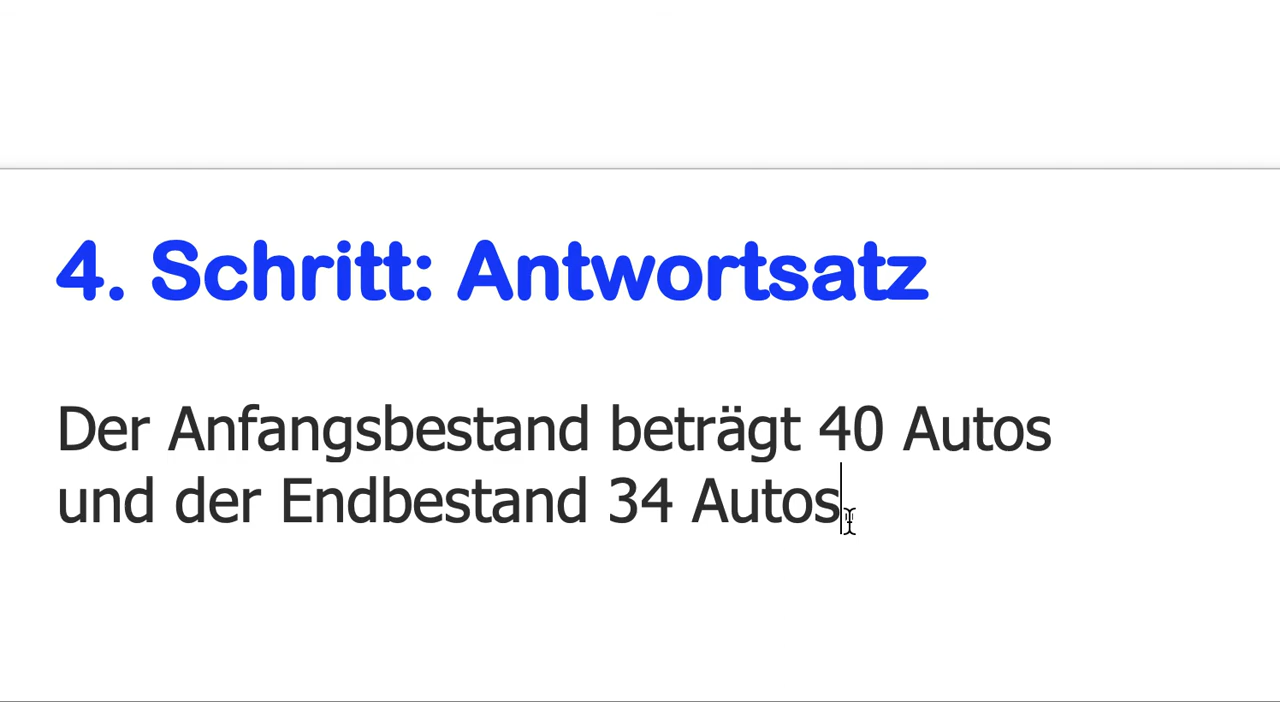 4. Schritt: Antwortsatz
Der Anfangsbestand beträgt 40 Autos
und der Endbestand 34 Autos